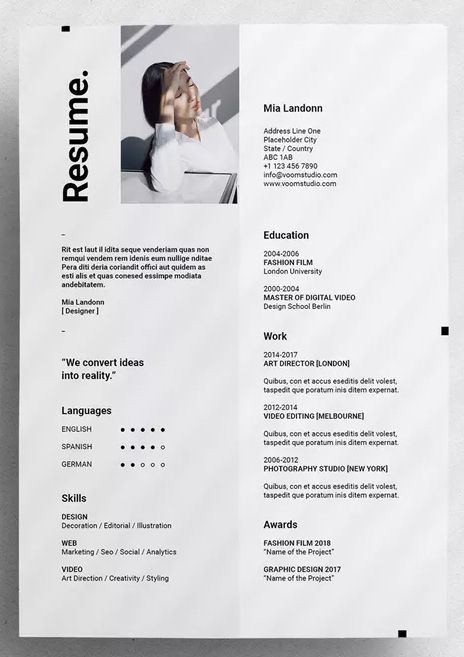 Resume.
–
Rit est laut il idita seque venderiam quas non
remqui vendem rem idenis eum nullige nditae
Pera diti deria coriandit offici aut quidem as
esti alis et quas conesed essimpe modiata
andebitatem.
Mia Landonn
[ Designer ]
–
“We convert ideas
into reality.”
Languages
ENGLISH
SPANISH
GERMAN
Skills
DESIGN
Decoration / Editorial / Illustration
WEB
Marketing / Seo / Social / Analytics
VIDEO
Art Direction / Creativity / Styling
Mia Landonn
Address Line One
Placeholder City
State / Country
ABC 1AB
+1 123 456 7890
info@voomstudio.com
www.voomstudio.com
Education
2004-2006
FASHION FILM
London University
2000-2004
MASTER OF DIGITAL VIDEO
Design School Berlin
Work
2014-2017
ART DIRECTOR [LONDON]
Quibus, con et accus eseditis delit volest,
taspedit que poratum inis ditem expernat.
2012-2014
VIDEO EDITING [MELBOURNE]
Quibus, con et accus eseditis delit volest,
taspedit que poratum inis ditem expernat.
2006-2012
PHOTOGRAPHY STUDIO [NEW YORK]
Quibus, con et accus eseditis delit volest,
taspedit que poratum inis ditem expernat.
Awards
FASHION FILM 2018
“Name of the Project”
GRAPHIC DESIGN 2017
“Name of the Project”